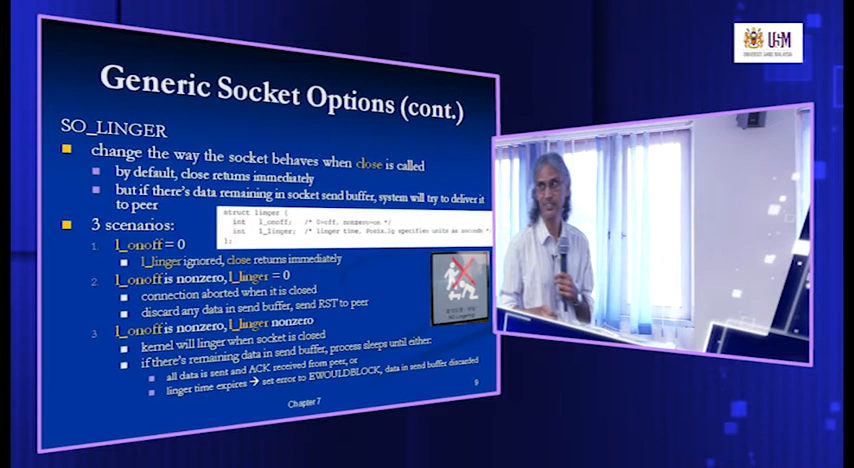 USM
UNIVERSITI SAINS MALAYSIA
Generic Socket Options (cont.)
SO_LINGER
change the way the socket behaves when close is called
by default, close returns immediately
but if there's data remaining in socket send buffer, system will try to deliver it
to peer
struct linger {
int l_onoff; /* 0=off, nonzero=on */
int l_linger; /* linger time, Posix.1g specifies units as seconds */
};
3 scenarios:
1. l_onoff = 0
l_linger ignored, close returns immediately
2. l_onoff is nonzero, l_linger = 0
connection aborted when it is closed
discard any data in send buffer, send RST to peer
3. l_onoff is nonzero, l_linger nonzero
kernel will linger when socket is closed
if there's remaining data in send buffer, process sleeps until either:
all data is sent and ACK received from peer, or
linger time expires → set error to EWOULDBLOCK, data in send buffer discarded
Chapter 7
9